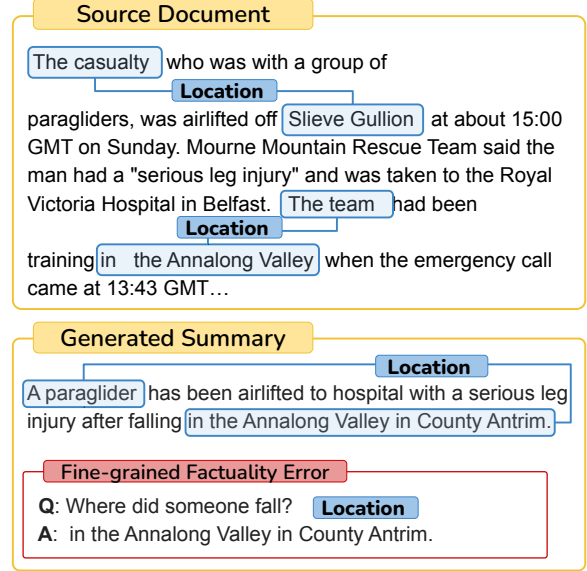 Source Document
The casualty who was with a group of
Location
paragliders, was airlifted off Slieve Gullion at about 15:00
GMT on Sunday. Mourne Mountain Rescue Team said the
man had a "serious leg injury" and was taken to the Royal
Victoria Hospital in Belfast. The team had been
Location
training in the Annalong Valley when the emergency call
came at 13:43 GMT…
Generated Summary
Location
A paraglider has been airlifted to hospital with a serious leg
injury after falling in the Annalong Valley in County Antrim.
Fine-grained Factuality Error
Q: Where did someone fall? Location
A: in the Annalong Valley in County Antrim.